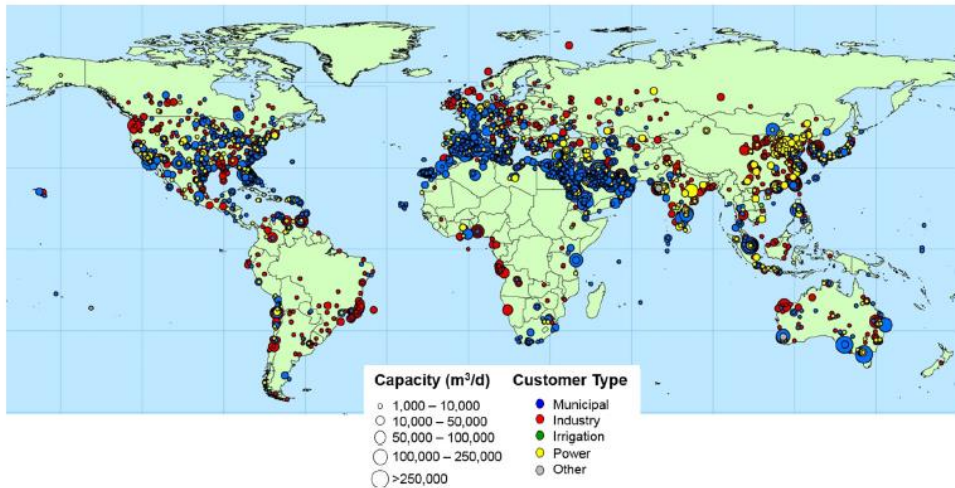 Capacity (m³/d)
1,000 – 10,000
10,000 – 50,000
50,000 – 100,000
100,000 – 250,000
>250,000
Customer Type
Municipal
Industry
Irrigation
Power
Other